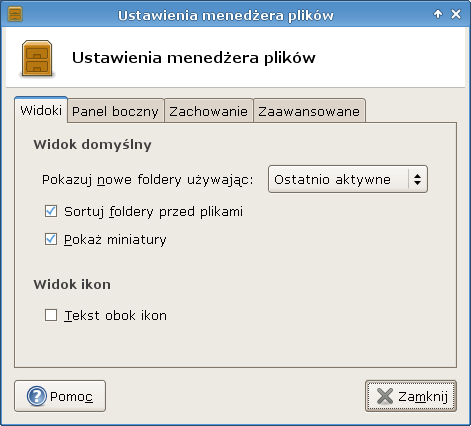 Ustawienia menedżera plików
Ustawienia menedżera plików
Widoki Panel boczny Zachowanie Zaawansowane
Widok domyślny
Pokazuj nowe foldery używając: Ostatnio aktywne
Sortuj foldery przed plikami
Pokaż miniatury
Widok ikon
Tekst obok ikon
Pomoc Zamknij